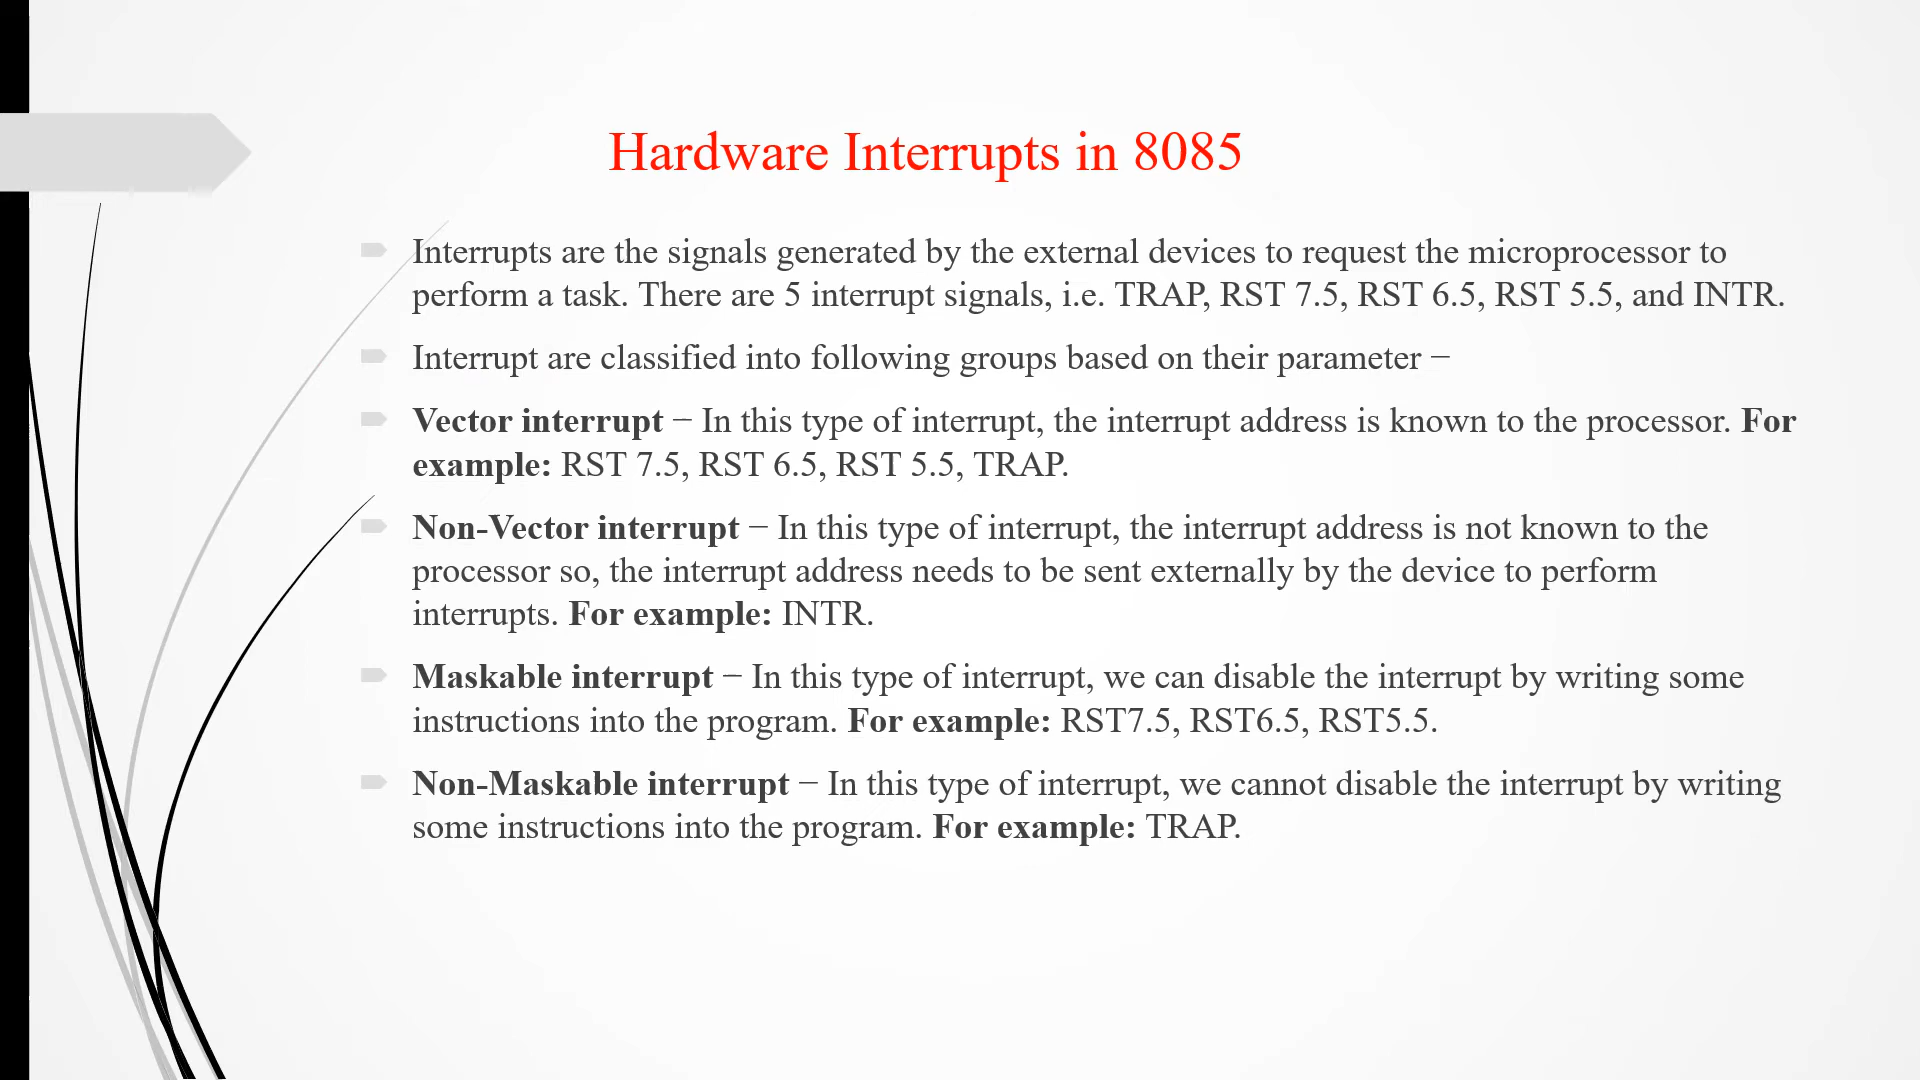 Hardware Interrupts in 8085
Interrupts are the signals generated by the external devices to request the microprocessor to
perform a task. There are 5 interrupt signals, i.e. TRAP, RST 7.5, RST 6.5, RST 5.5, and INTR.
Interrupt are classified into following groups based on their parameter −
Vector interrupt − In this type of interrupt, the interrupt address is known to the processor. For
example: RST 7.5, RST 6.5, RST 5.5, TRAP.
Non-Vector interrupt − In this type of interrupt, the interrupt address is not known to the
processor so, the interrupt address needs to be sent externally by the device to perform
interrupts. For example: INTR.
Maskable interrupt − In this type of interrupt, we can disable the interrupt by writing some
instructions into the program. For example: RST7.5, RST6.5, RST5.5.
Non-Maskable interrupt − In this type of interrupt, we cannot disable the interrupt by writing
some instructions into the program. For example: TRAP.